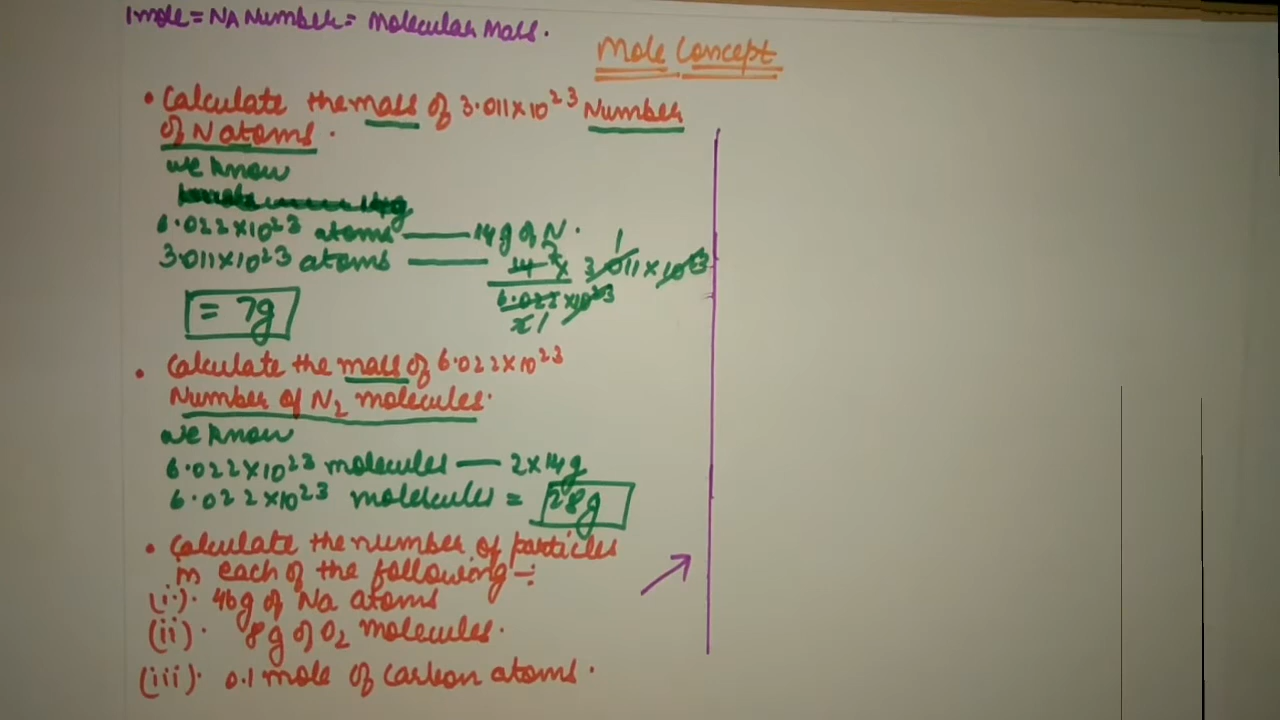 1mole = NA Number = Molecular Mass.
Mole Concept
• Calculate the mass of 3.011×10²³ Number
of N atoms.
we know
6.022×10²³ atoms —— 14g of N.
3.011×10²³ atoms —— 14 × 3.011×10²³
6.022×10²³
= 7g
• Calculate the mass of 6.022×10²³
Number of N₂ molecules.
we know
6.022×10²³ molecules — 2×14g
6.022×10²³ molecules = 28g
• Calculate the number of particles
in each of the following :-
(i). 46g of Na atoms
(ii). 8g of O₂ molecules.
(iii). 0.1 mole of carbon atoms.